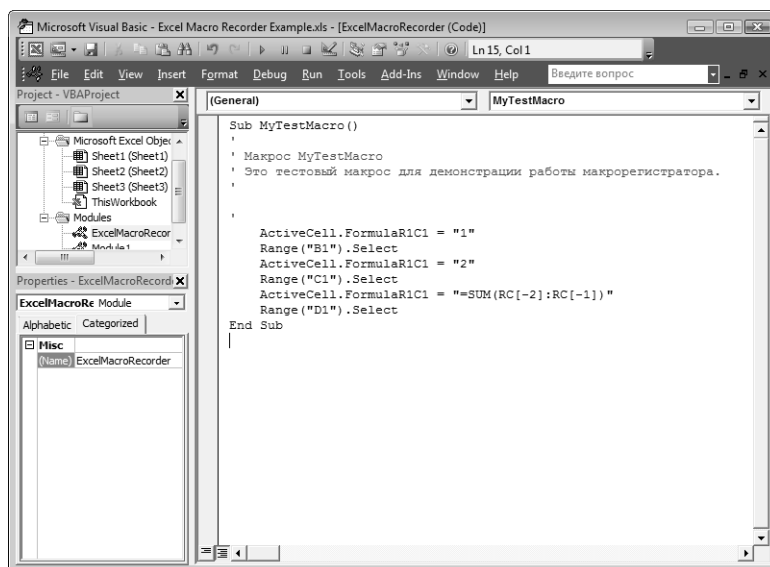 Microsoft Visual Basic - Excel Macro Recorder Example.xls - [ExcelMacroRecorder (Code)]
Ln 15, Col 1
File Edit View Insert Format Debug Run Tools Add-Ins Window Help Введите вопрос
Project - VBAProject
(General) MyTestMacro
Microsoft Excel Objec
Sheet1 (Sheet1)
Sheet2 (Sheet2)
Sheet3 (Sheet3)
ThisWorkbook
Modules
ExcelMacroRecor
Module1
Properties - ExcelMacroRecord
ExcelMacroRe Module
Alphabetic Categorized
Misc
(Name) ExcelMacroRecorder
Sub MyTestMacro()
'
' Макрос MyTestMacro
' Это тестовый макрос для демонстрации работы макрорегистратора.
'
'
ActiveCell.FormulaR1C1 = "1"
Range("B1").Select
ActiveCell.FormulaR1C1 = "2"
Range("C1").Select
ActiveCell.FormulaR1C1 = "=SUM(RC[-2]:RC[-1])"
Range("D1").Select
End Sub